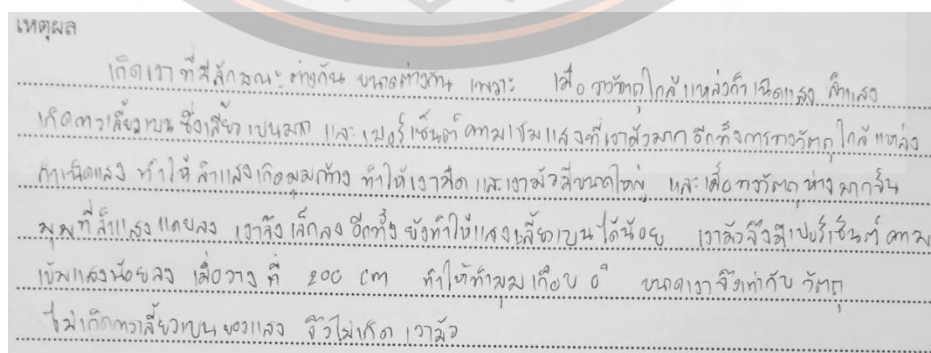 เหตุผล
เกิดเงาที่มีลักษณะต่างกัน ขนาดต่างกัน เพราะ เมื่อวางวัตถุใกล้แหล่งกำเนิดแสง ลำแสง
เกิดการเลี้ยวเบน ซึ่งเลี้ยวเบนมาก และเปอร์เซ็นต์ความเข้มแสงที่เงามัวมาก อีกทั้งการวางวัตถุใกล้แหล่ง
กำเนิดแสง ทำให้ลำแสงเกิดมุมกว้าง ทำให้เงามืด และเงามัวมีขนาดใหญ่ และเมื่อวางวัตถุห่างมากขึ้น
มุมที่ลำแสงแคบลง เงาจึงเล็กลง อีกทั้ง ยังทำให้แสงเลี้ยวเบนได้น้อย เงามัวจึงมีเปอร์เซ็นต์ความ
เข้มแสงน้อยลง เมื่อวางที่ 200 cm ทำให้ทำมุมเกือบ 0° ขนาดเงาจึงเท่ากับวัตถุ
ไม่เกิดการเลี้ยวเบนของแสง จึงไม่เกิดเงามัว